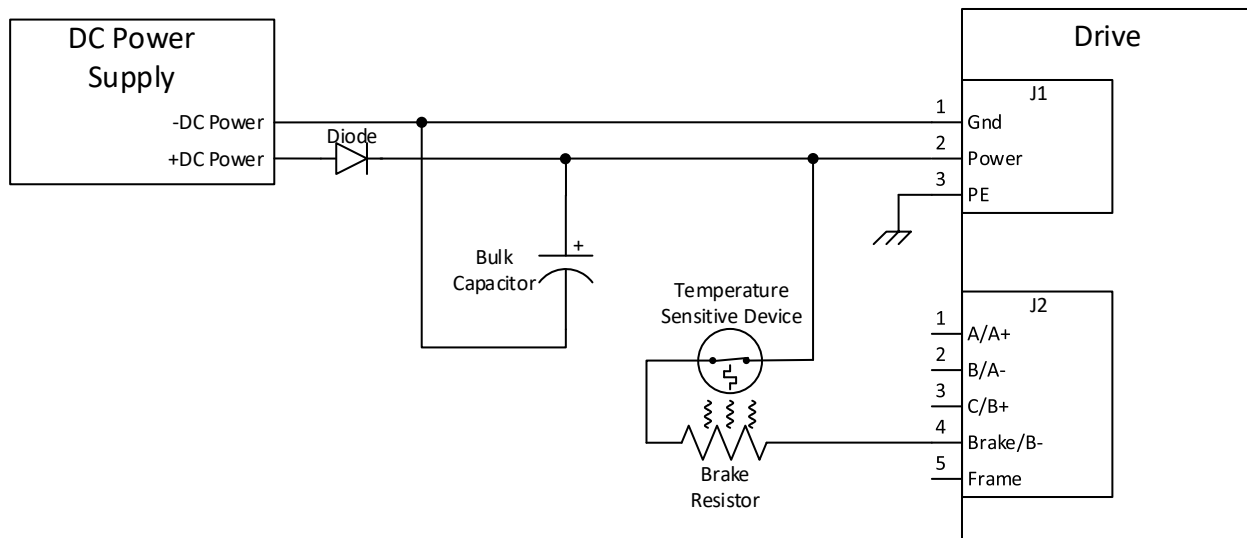 DC Power
Supply
-DC Power
+DC Power
Diode
Bulk
Capacitor
+
Temperature
Sensitive Device
Brake
Resistor
Drive
J1
1 Gnd
2 Power
3 PE
J2
1 A/A+
2 B/A-
3 C/B+
4 Brake/B-
5 Frame